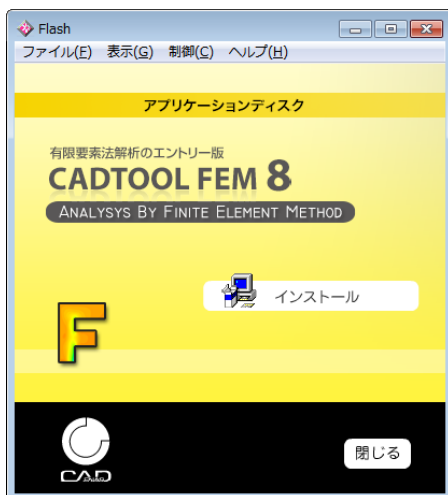 Flash
ファイル(F) 表示(G) 制御(C) ヘルプ(H)
アプリケーションディスク
有限要素法解析のエントリー版
CADTOOL FEM 8
ANALYSYS BY FINITE ELEMENT METHOD
インストール
F
CAD
閉じる